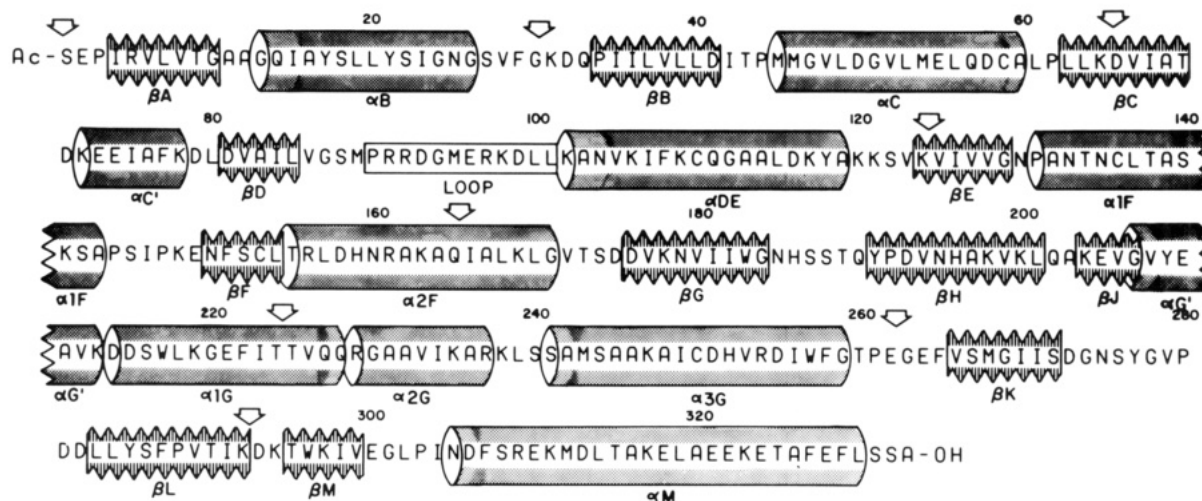 20 40 60
Ac-SEPIRVLVTGAAGQIAYSLLYSIGNGSVFGKDQPIILVLLDITPMMGVLDGVLMELQDCALPLLKDVIAT
βA αB βB αC βC
80 100 120 140
DKEEIAFKDLDVAILVGSMPRRDGMERKDLLKANVKIFKCQGAALDKYAKKSVKVIVVGNPANTNCLTAS
αC' βD LOOP αDE βE α1F
160 180 200
KSAPSIPKENFSCLTRLDHNRAKAQIALKLGVTSDDVKNVIIWGNHSSTQYPDVNHAKVKLQAKEVGVYE
α1F βF α2F βG βH βJ αG'
220 240 260 280
AVKDDSWLKGEFITTVQQRGAAVIKARKLSSAMSAAKAICDHVRDIWFGTPEGEFVSMGIISDGNSYGVP
αG' α1G α2G α3G βK
300 320
DDLLYSFPVTIKDKTWKIVEGLPINDFSREKMDLTAKELAEEKETAFEFLSSA-OH
βL βM αM